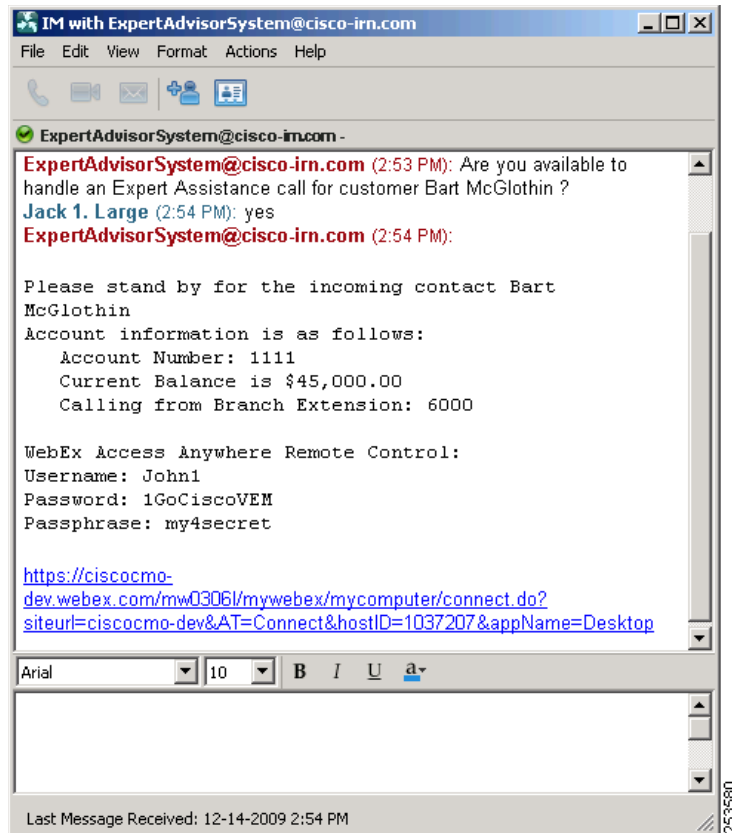 IM with ExpertAdvisorSystem@cisco-irn.com
File Edit View Format Actions Help
ExpertAdvisorSystem@cisco-irn.com -
ExpertAdvisorSystem@cisco-irn.com (2:53 PM): Are you available to
handle an Expert Assistance call for customer Bart McGlothin ?
Jack 1. Large (2:54 PM): yes
ExpertAdvisorSystem@cisco-irn.com (2:54 PM):
Please stand by for the incoming contact Bart
McGlothin
Account information is as follows:
Account Number: 1111
Current Balance is $45,000.00
Calling from Branch Extension: 6000
WebEx Access Anywhere Remote Control:
Username: John1
Password: 1GoCiscoVEM
Passphrase: my4secret
https://ciscocmo-
dev.webex.com/mw0306l/mywebex/mycomputer/connect.do?
siteurl=ciscocmo-dev&AT=Connect&hostID=1037207&appName=Desktop
Arial 10 B I U a
Last Message Received: 12-14-2009 2:54 PM
253580